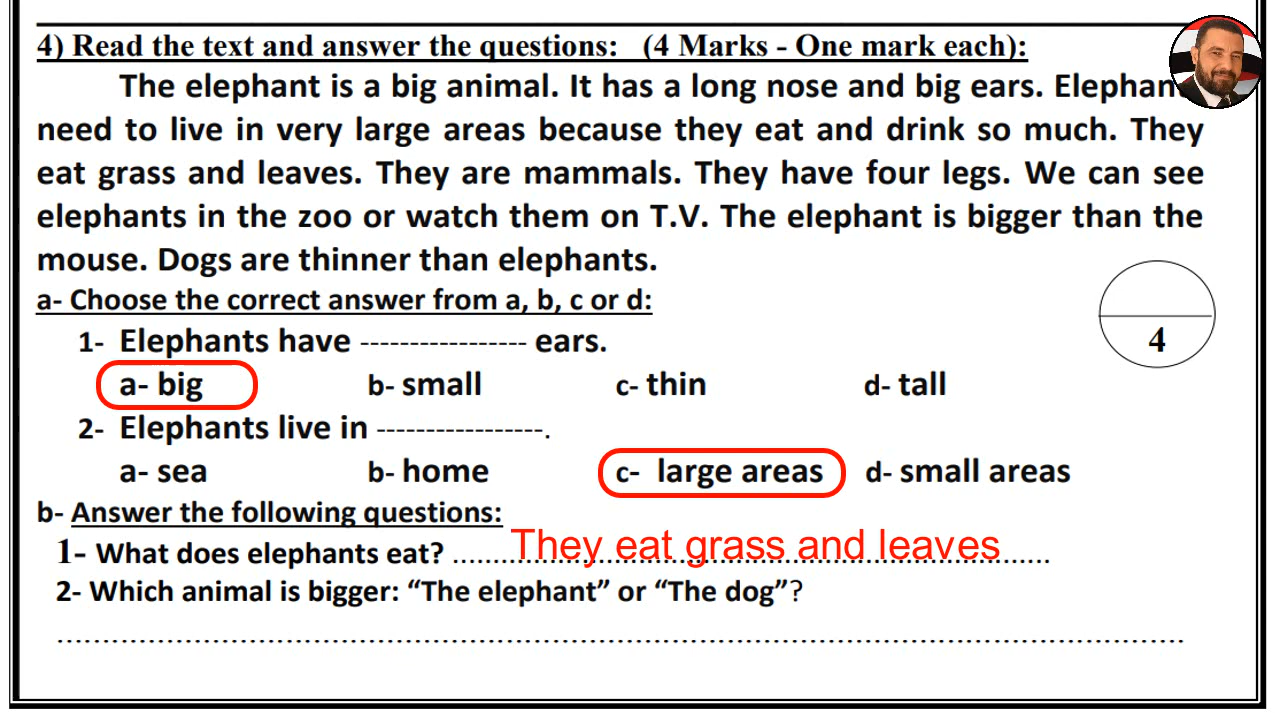 4) Read the text and answer the questions: (4 Marks - One mark each):
The elephant is a big animal. It has a long nose and big ears. Elephan
need to live in very large areas because they eat and drink so much. They
eat grass and leaves. They are mammals. They have four legs. We can see
elephants in the zoo or watch them on T.V. The elephant is bigger than the
mouse. Dogs are thinner than elephants.
a- Choose the correct answer from a, b, c or d:
1- Elephants have ----------------- ears.
4
a- big b- small c- thin d- tall
2- Elephants live in -----------------.
a- sea b- home c- large areas d- small areas
b- Answer the following questions:
1- What does elephants eat? ..... They eat grass and leaves .....
2- Which animal is bigger: “The elephant” or “The dog”?
................................................................................